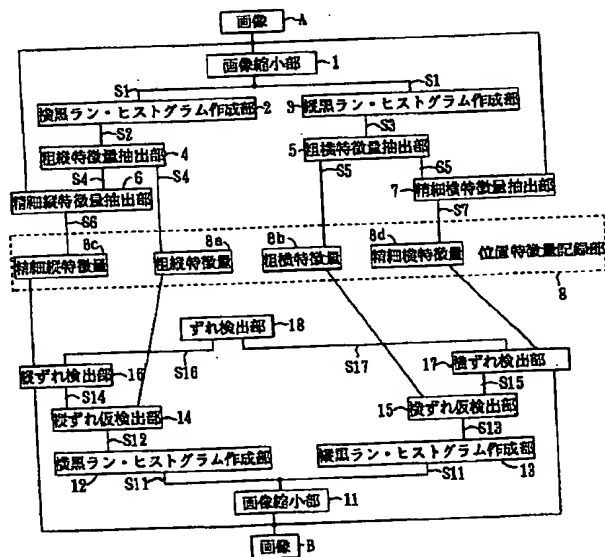 画像 A
画像縮小部 1
S1 S1
横黒ラン・ヒストグラム作成部 2
3 縦黒ラン・ヒストグラム作成部
S2 S3
粗縦特徴量抽出部 4
5 粗横特徴量抽出部
S4 6 S4 S5 S5
精細縦特徴量抽出部
7 精細横特徴量抽出部
S6 S7
8c 8a 8b 8d
精細縦特徴量 粗縦特徴量 粗横特徴量 精細横特徴量 位置特徴量記録部
8
ずれ検出部 18
S16 S17
縦ずれ検出部 16
17 横ずれ検出部
S14 S15
縦ずれ仮検出部 14
15 横ずれ仮検出部
S12 S13
横黒ラン・ヒストグラム作成部 縦黒ラン・ヒストグラム作成部
12 S11 S11 13
画像縮小部 11
画像 B